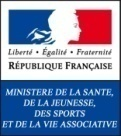 Liberté • Égalité • Fraternité
RÉPUBLIQUE FRANÇAISE
MINISTERE DE LA SANTE,
DE LA JEUNESSE,
DES SPORTS
ET DE LA VIE ASSOCIATIVE